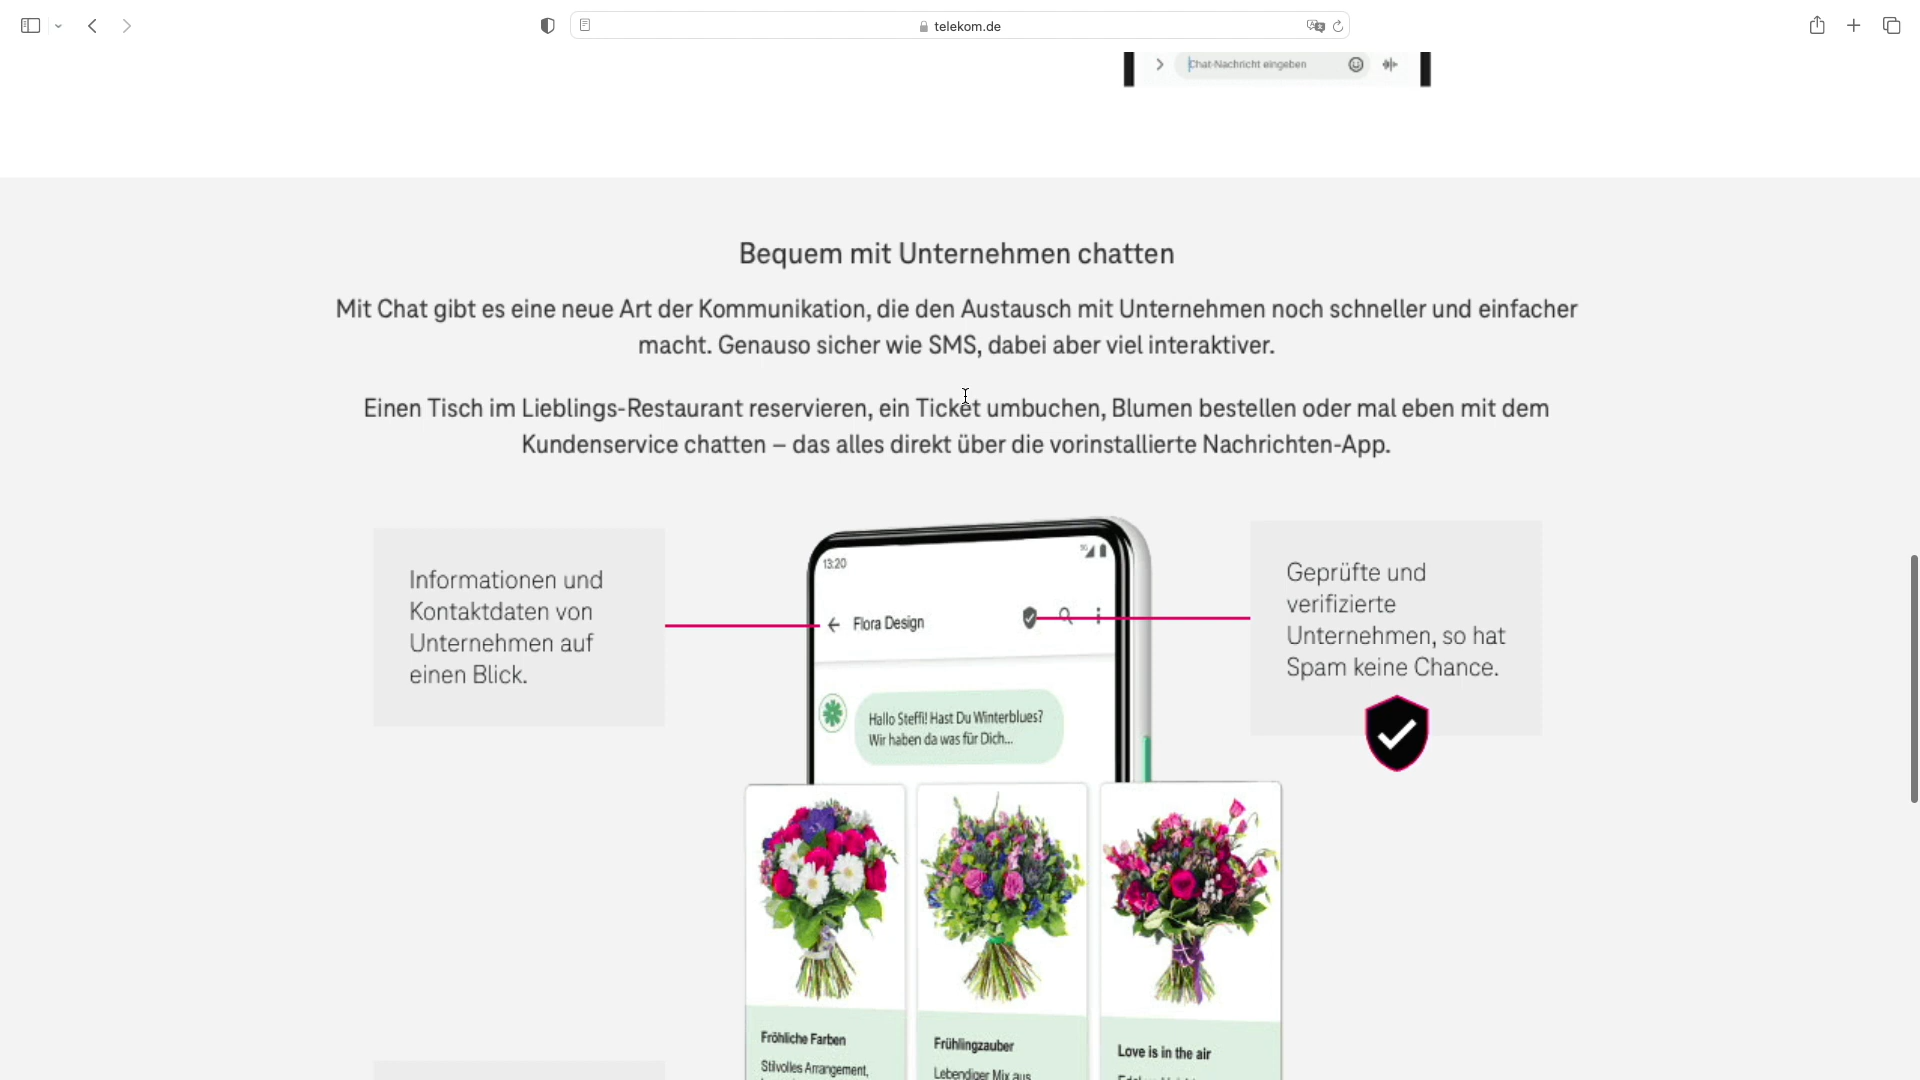 telekom.de
Chat-Nachricht eingeben
Bequem mit Unternehmen chatten
Mit Chat gibt es eine neue Art der Kommunikation, die den Austausch mit Unternehmen noch schneller und einfacher
macht. Genauso sicher wie SMS, dabei aber viel interaktiver.
Einen Tisch im Lieblings-Restaurant reservieren, ein Ticket umbuchen, Blumen bestellen oder mal eben mit dem
Kundenservice chatten – das alles direkt über die vorinstallierte Nachrichten-App.
Informationen und
Kontaktdaten von
Unternehmen auf
einen Blick.
13:20
5G
Flora Design
Hallo Steffi! Hast Du Winterblues?
Wir haben da was für Dich...
Geprüfte und
verifizierte
Unternehmen, so hat
Spam keine Chance.
Fröhliche Farben
Stilvolles Arrangement,
Frühlingzauber
Lebendiger Mix aus
Love is in the air